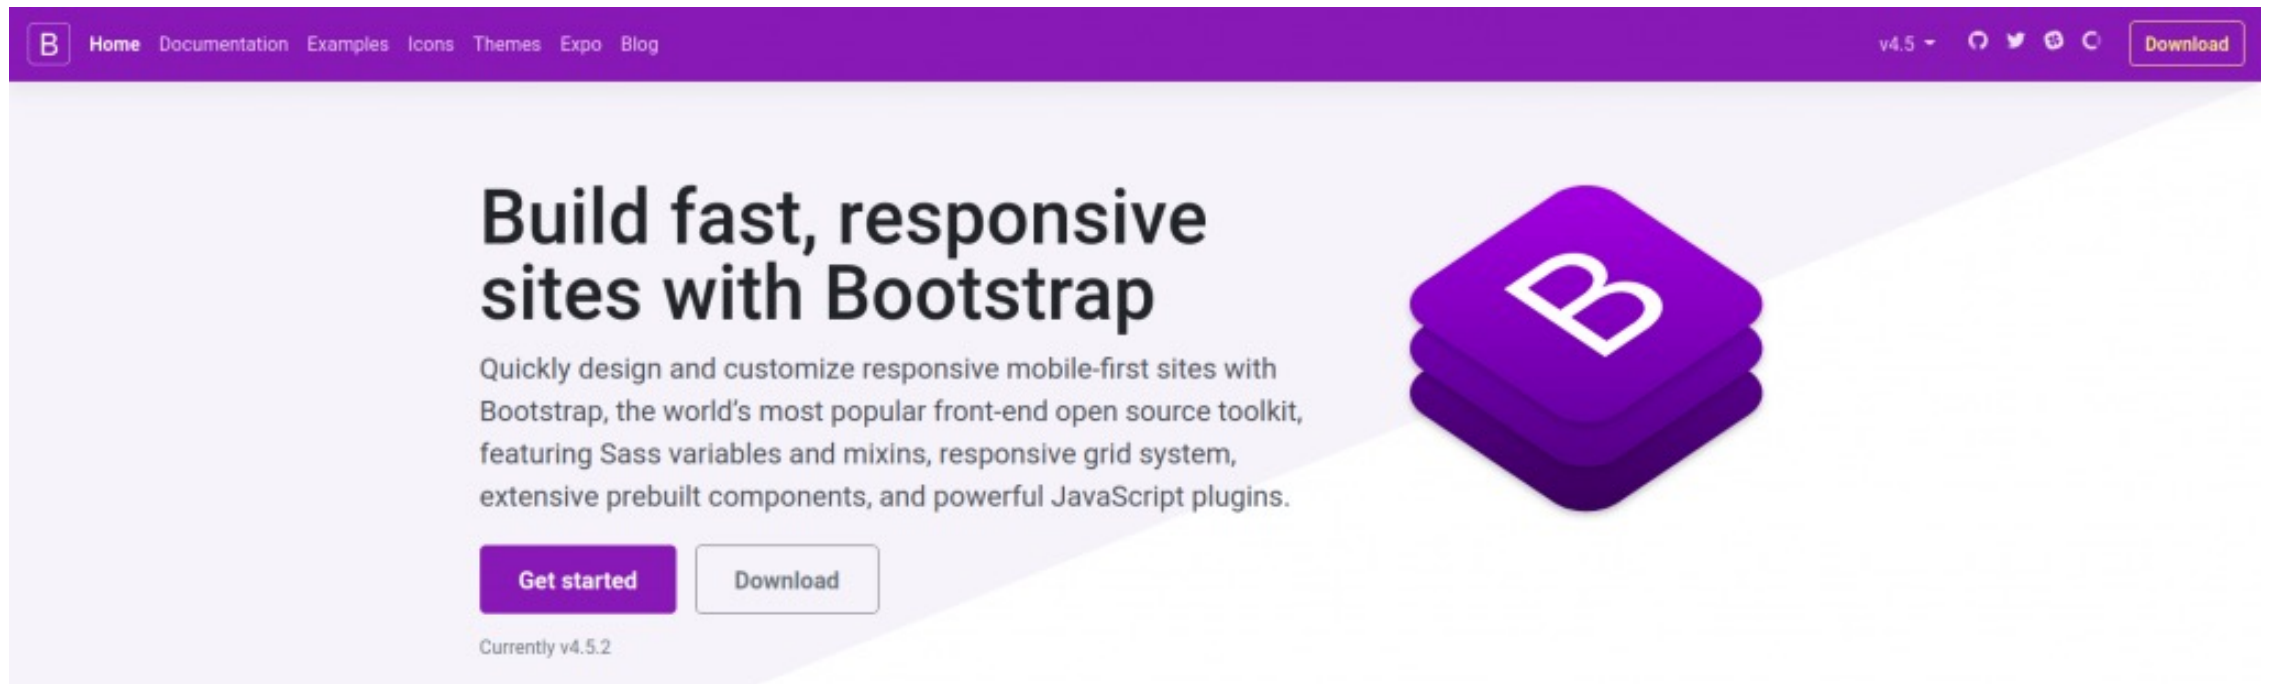 B Home Documentation Examples Icons Themes Expo Blog v4.5 Download
Build fast, responsive
sites with Bootstrap
Quickly design and customize responsive mobile-first sites with
Bootstrap, the world’s most popular front-end open source toolkit,
featuring Sass variables and mixins, responsive grid system,
extensive prebuilt components, and powerful JavaScript plugins.
Get started Download
Currently v4.5.2
B